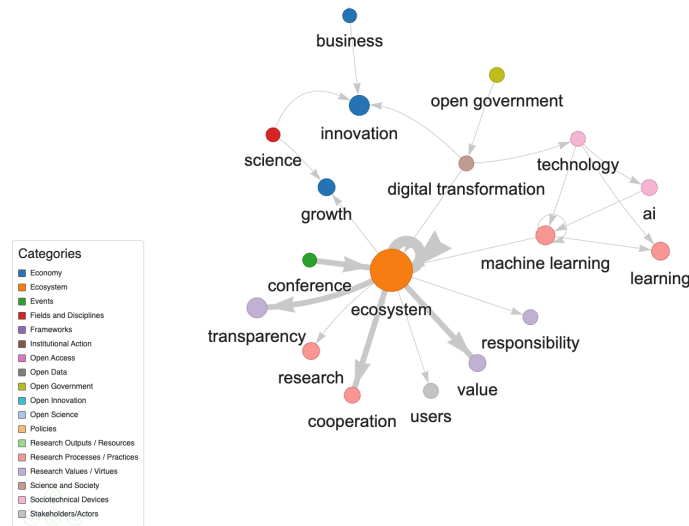 business
open government
innovation
technology
science
digital transformation
ai
growth
machine learning
learning
conference
ecosystem
transparency
responsibility
research
value
cooperation
users
Categories
Economy
Ecosystem
Events
Fields and Disciplines
Frameworks
Institutional Action
Open Access
Open Data
Open Government
Open Innovation
Open Science
Policies
Research Outputs / Resources
Research Processes / Practices
Research Values / Virtues
Science and Society
Sociotechnical Devices
Stakeholders/Actors